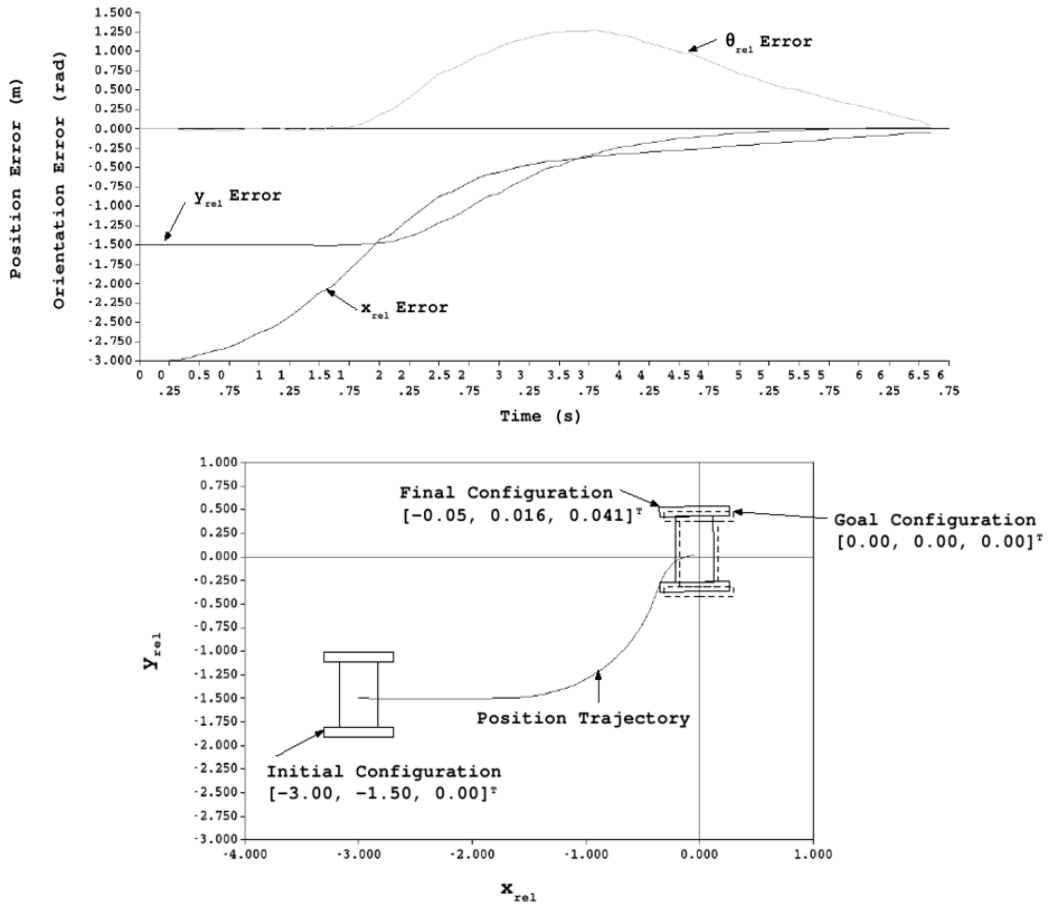 1.500
1.250
1.000
0.750
0.500
0.250
0.000
-0.250
-0.500
-0.750
-1.000
-1.250
-1.500
-1.750
-2.000
-2.250
-2.500
-2.750
-3.000
Position Error (m)
Orientation Error (rad)
θrel Error
yrel Error
xrel Error
0 0.5 0 1 1 1.5 1 2 2 2.5 2 3 3 3.5 3 4 4 4.5 4 5 5 5.5 5 6 6 6.5 6
.25 .75 .25 .75 .25 .75 .25 .75 .25 .75 .25 .75 .25 .75
Time (s)
1.000
0.750
0.500
0.250
0.000
-0.250
-0.500
-0.750
-1.000
-1.250
-1.500
-1.750
-2.000
-2.250
-2.500
-2.750
-3.000
yrel
Final Configuration
[-0.05, 0.016, 0.041]ᵀ
Goal Configuration
[0.00, 0.00, 0.00]ᵀ
Position Trajectory
Initial Configuration
[-3.00, -1.50, 0.00]ᵀ
-4.000 -3.000 -2.000 -1.000 0.000 1.000
xrel